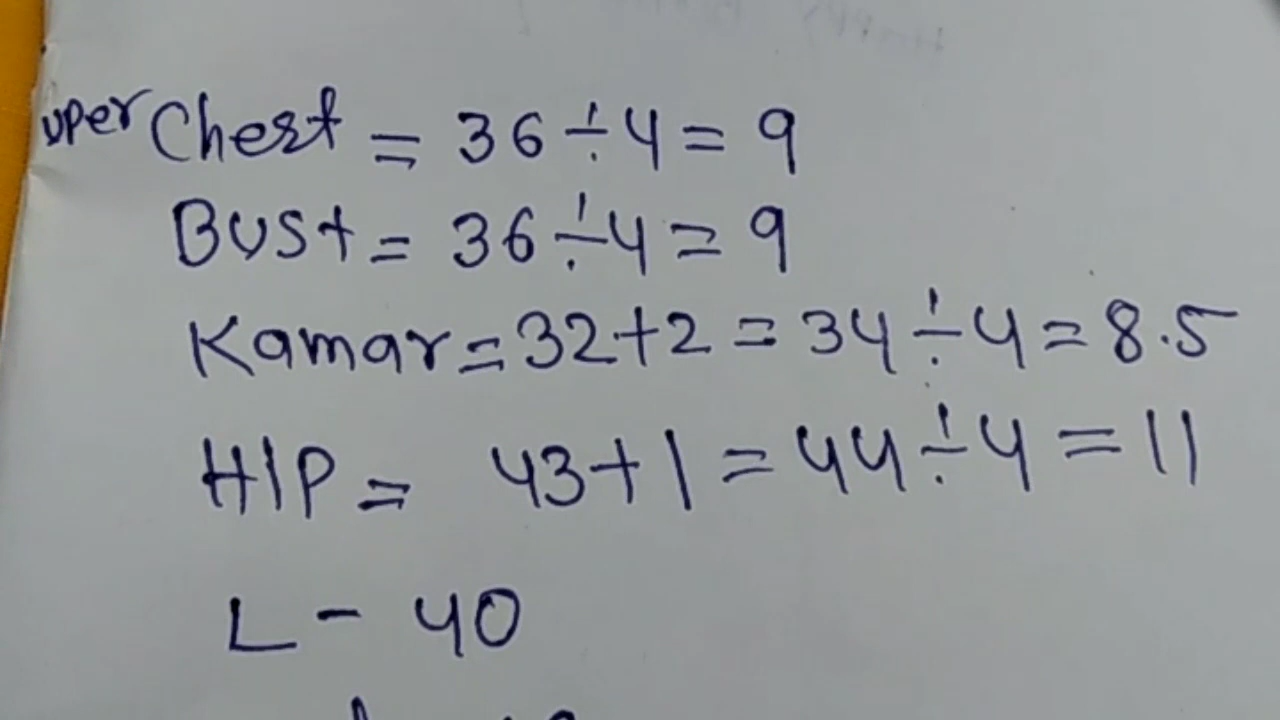 uper Chest = 36 ÷ 4 = 9
Bust = 36 ÷ 4 = 9
Kamar = 32 + 2 = 34 ÷ 4 = 8.5
HIP = 43 + 1 = 44 ÷ 4 = 11
L - 40